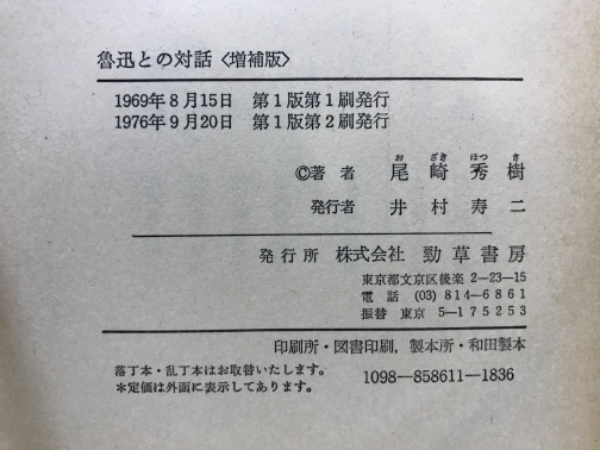 魯迅との対話〈増補版〉
1969年8月15日 第1版第1刷発行
1976年9月20日 第1版第2刷発行
お ざき ほつ き
©著者 尾崎秀樹
発行者 井村寿二
発行所 株式会社 勁草書房
東京都文京区後楽 2—23—15
電話 (03) 814—6861
振替 東京 5—175253
印刷所・図書印刷, 製本所・和田製本
落丁本・乱丁本はお取替いたします。
*定価は外函に表示してあります。
1098—858611—1836